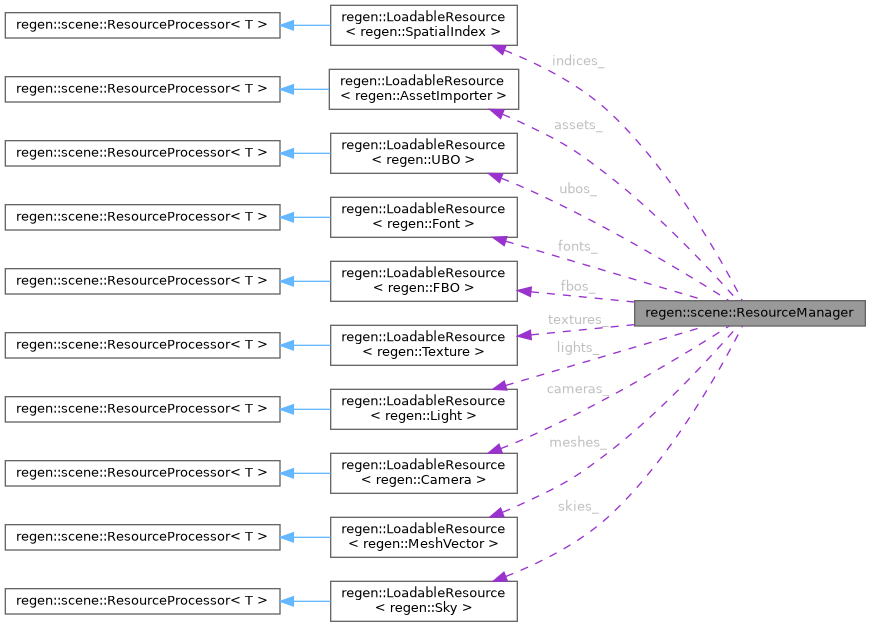 regen::scene::ResourceProcessor< T >
regen::LoadableResource
< regen::SpatialIndex >
indices_
regen::scene::ResourceProcessor< T >
regen::LoadableResource
< regen::AssetImporter >
assets_
regen::scene::ResourceProcessor< T >
regen::LoadableResource
< regen::UBO >
ubos_
regen::scene::ResourceProcessor< T >
regen::LoadableResource
< regen::Font >
fonts_
regen::scene::ResourceProcessor< T >
regen::LoadableResource
< regen::FBO >
fbos_
regen::scene::ResourceManager
textures_
regen::scene::ResourceProcessor< T >
regen::LoadableResource
< regen::Texture >
lights_
cameras_
regen::scene::ResourceProcessor< T >
regen::LoadableResource
< regen::Light >
meshes_
regen::scene::ResourceProcessor< T >
regen::LoadableResource
< regen::Camera >
skies_
regen::scene::ResourceProcessor< T >
regen::LoadableResource
< regen::MeshVector >
regen::scene::ResourceProcessor< T >
regen::LoadableResource
< regen::Sky >